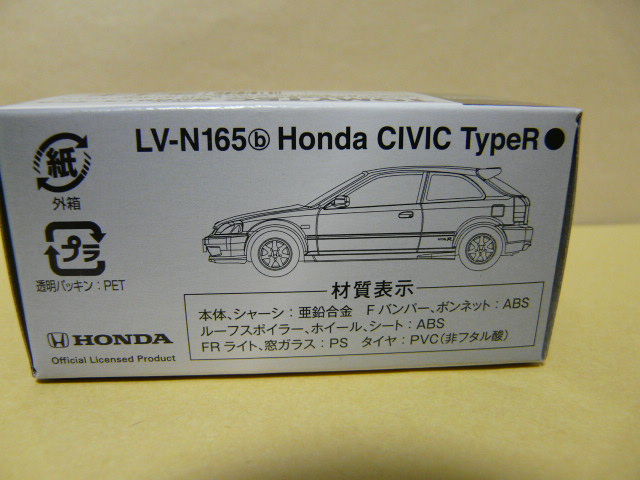 LV-N165ⓑ Honda CIVIC TypeR ●
紙
外箱
プラ
透明パッキン：PET
材質表示
本体、シャーシ：亜鉛合金　Fバンパー、ボンネット：ABS
ルーフスポイラー、ホイール、シート：ABS
FRライト、窓ガラス：PS　タイヤ：PVC（非フタル酸）
HONDA
Official Licensed Product